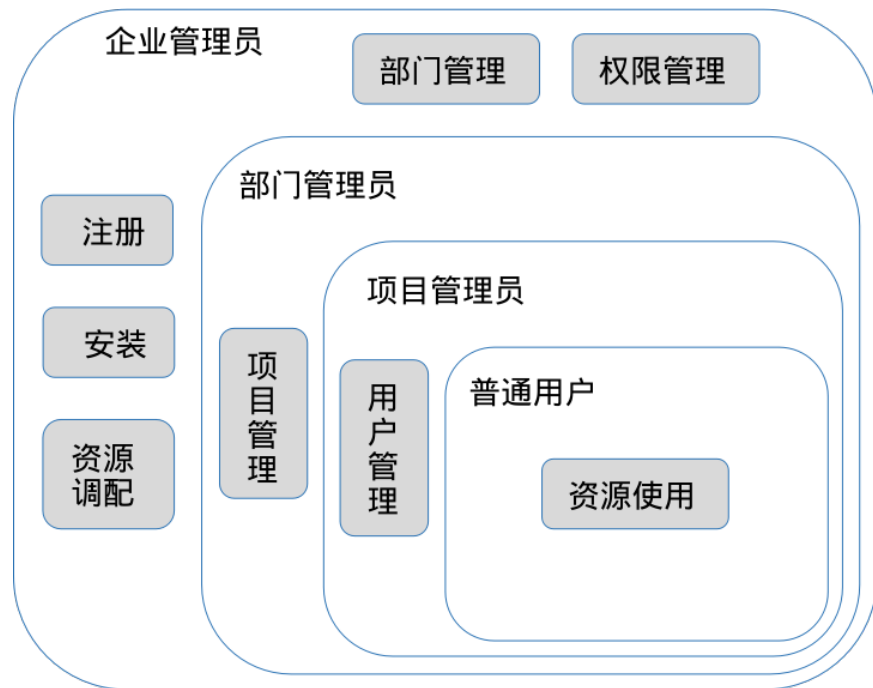 企业管理员
部门管理
权限管理
部门管理员
注册
项目管理员
安装
项目管理
用户管理
普通用户
资源
调配
资源使用